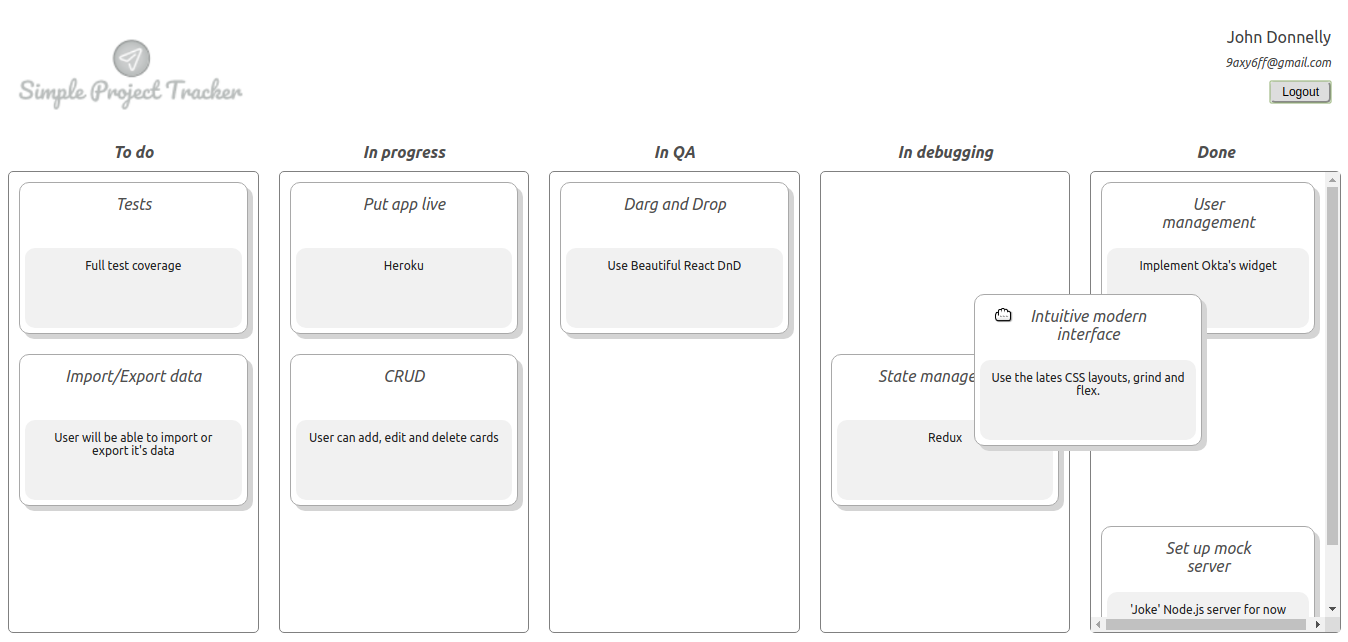 John Donnelly
9axy6ff@gmail.com
Simple Project Tracker
Logout
To do
In progress
In QA
In debugging
Done
Tests
Full test coverage
Import/Export data
User will be able to import or
export it's data
Put app live
Heroku
CRUD
User can add, edit and delete cards
Darg and Drop
Use Beautiful React DnD
State manage
Redux
Intuitive modern
interface
Use the lates CSS layouts, grind and
flex.
User
management
Implement Okta's widget
Set up mock
server
'Joke' Node.js server for now